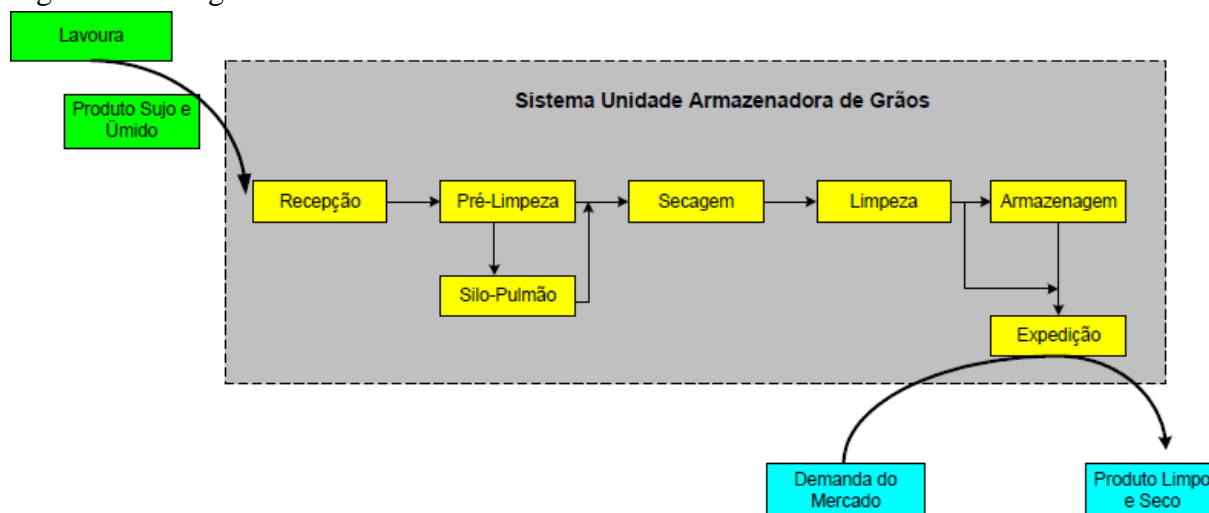 Lavoura
Produto Sujo e
Ümido
Sistema Unidade Armazenadora de Grãos
Recepção
Pré-Limpeza
Secagem
Limpeza
Armazenagem
Silo-Pulmão
Expedição
Demanda do
Mercado
Produto Limpo
e Seco